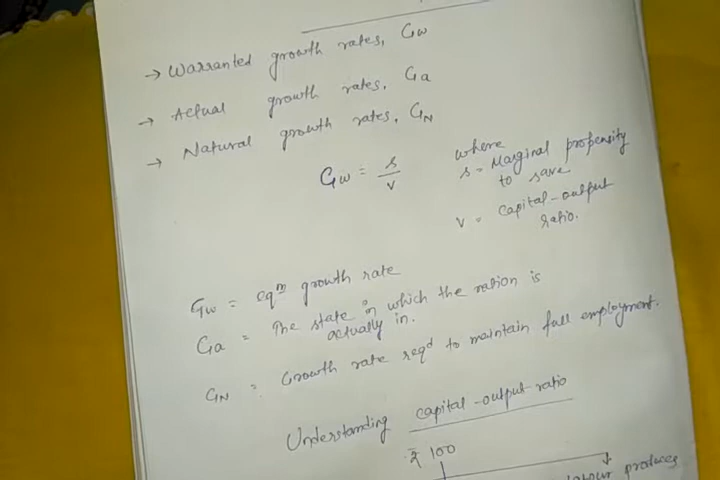 → Warranted growth rates, Gw
→ Actual growth rates, Ga
→ Natural growth rates, GN
Gw = s/v
where
s = Marginal propensity
to save
v = capital-output
ratio.
Gw = eqm growth rate
Ga = The state in which the nation is
actually in.
GN = Growth rate reqd to maintain full employment.
Understanding capital-output ratio
₹ 100
labour produces